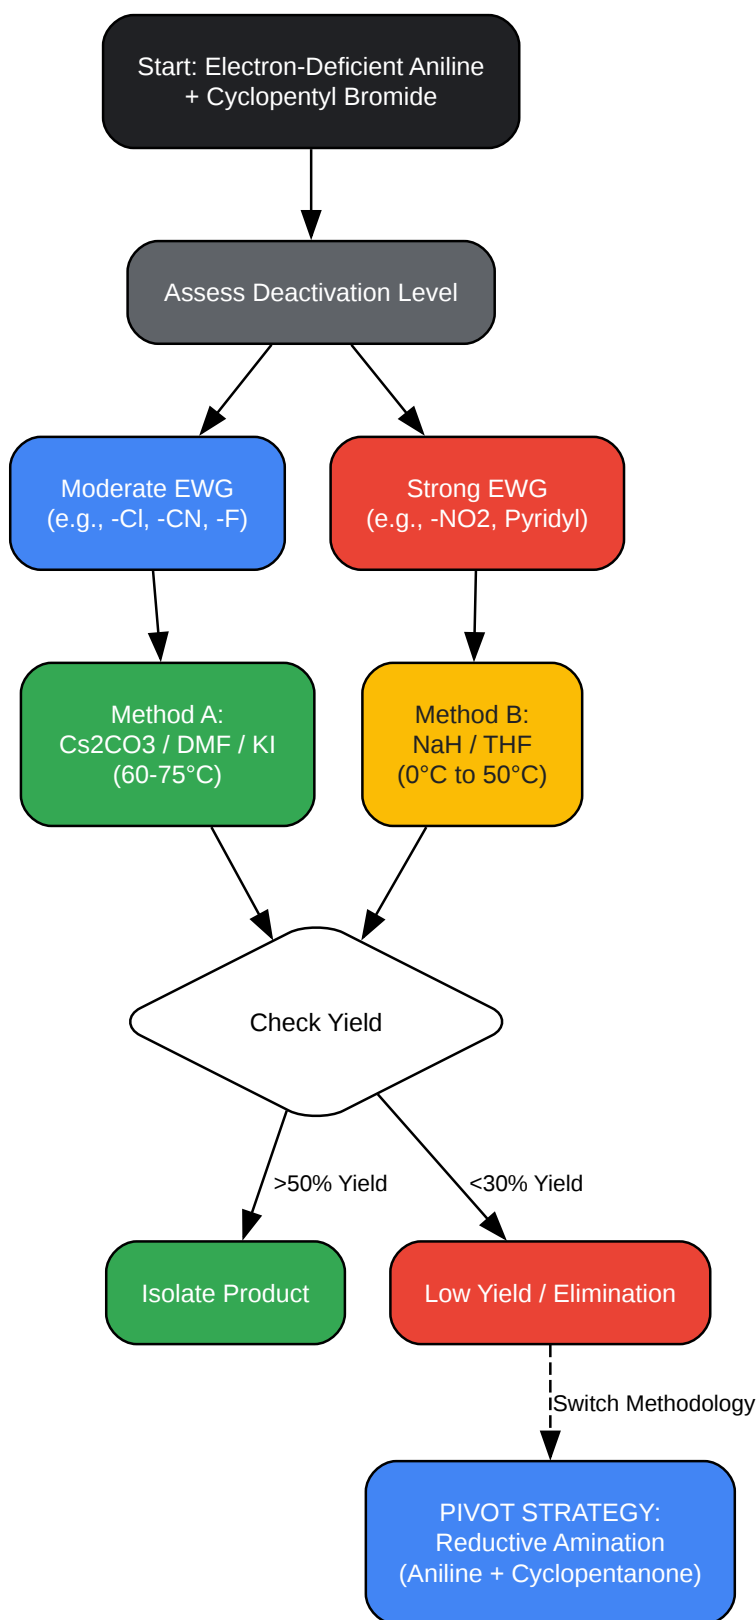 Start: Electron-Deficient Aniline
+ Cyclopentyl Bromide
Assess Deactivation Level
Moderate EWG
(e.g., -Cl, -CN, -F)
Strong EWG
(e.g., -NO2, Pyridyl)
Method A:
Cs2CO3 / DMF / KI
(60-75°C)
Method B:
NaH / THF
(0°C to 50°C)
Check Yield
>50% Yield
<30% Yield
Isolate Product
Low Yield / Elimination
Switch Methodology
PIVOT STRATEGY:
Reductive Amination
(Aniline + Cyclopentanone)